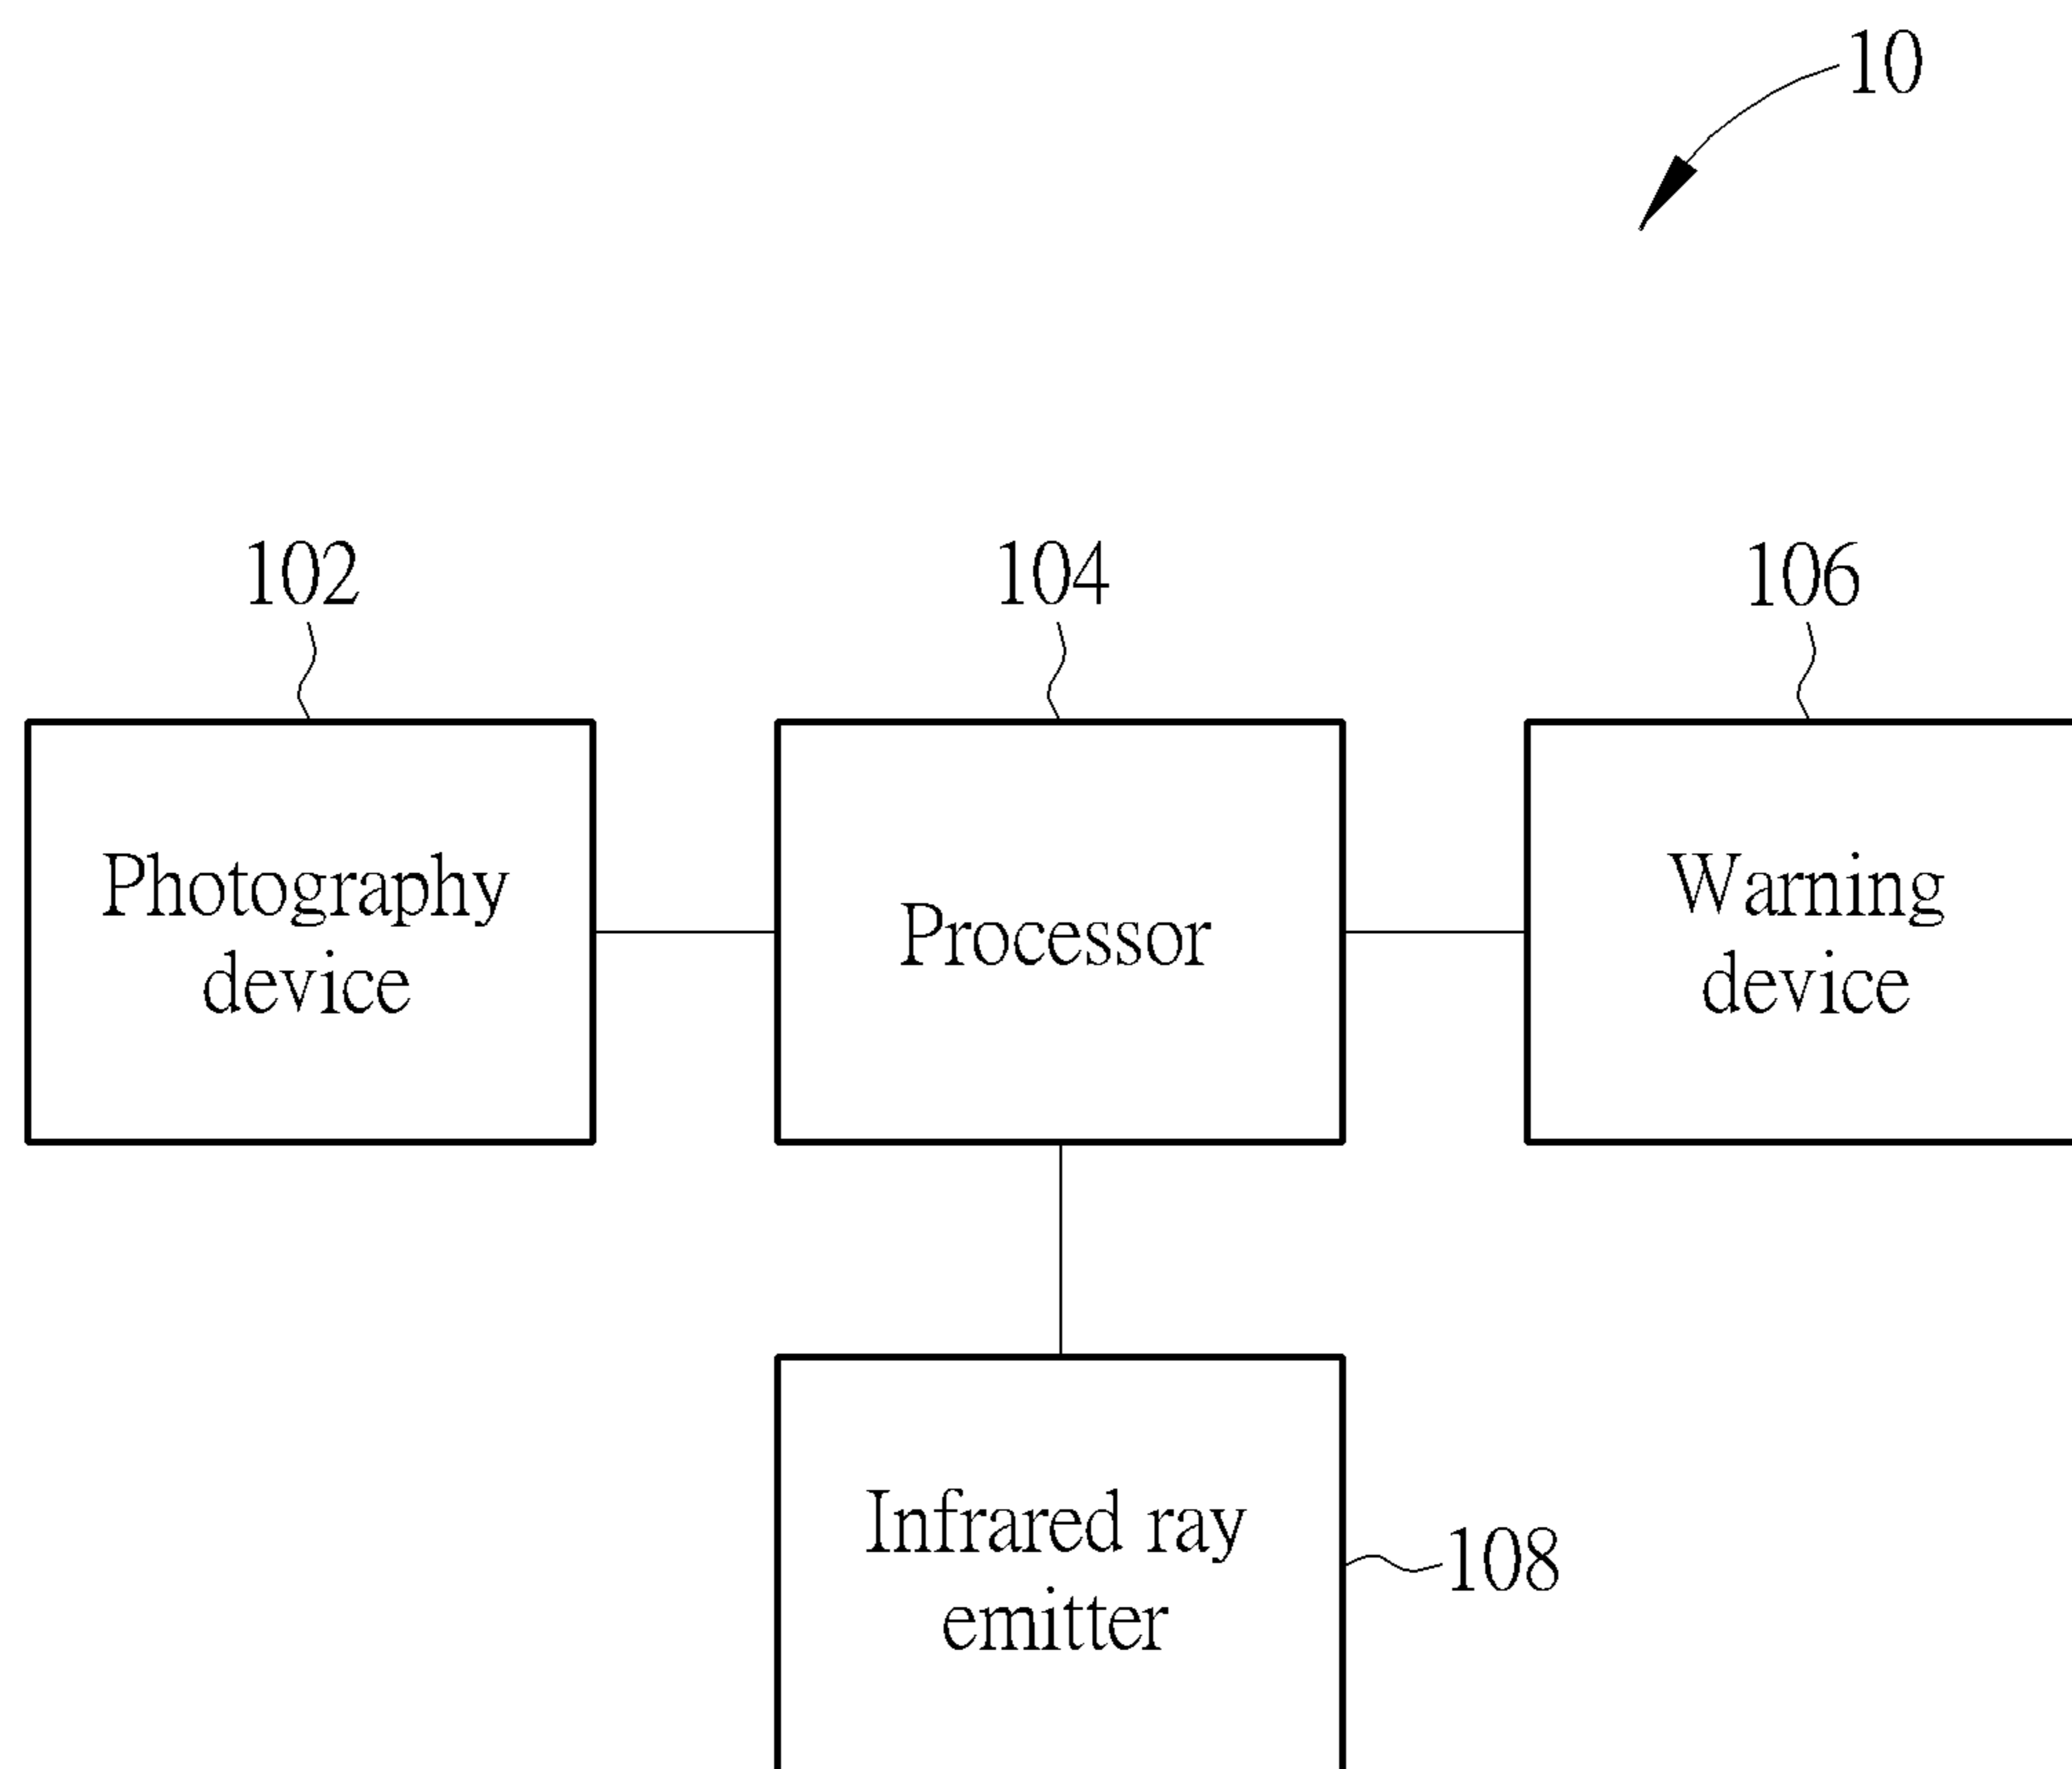 10
102
104
106
Photography
device
Processor
Warning
device
Infrared ray
emitter
108